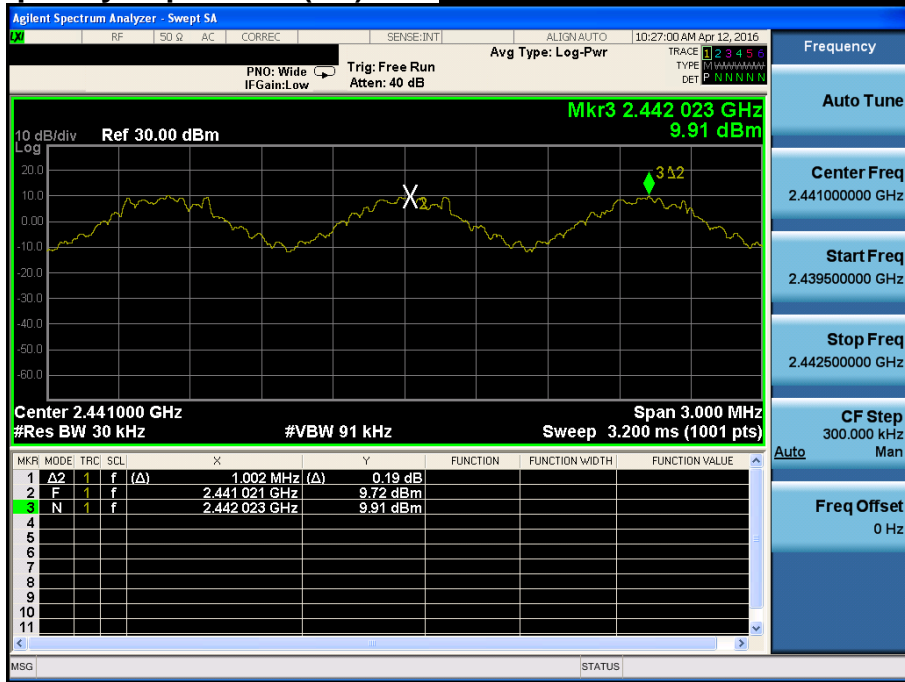 Agilent Spectrum Analyzer - Swept SA
LXI RF 50 Ω AC CORREC SENSE:INT ALIGN AUTO 10:27:00 AM Apr 12, 2016
Avg Type: Log-Pwr
TRACE 1 2 3 4 5 6
TYPE M W W W W W
DET P N N N N N
PNO: Wide Trig: Free Run
IFGain:Low Atten: 40 dB
Mkr3 2.442 023 GHz
9.91 dBm
10 dB/div Ref 30.00 dBm
Log
20.0
10.0
0.00
-10.0
-20.0
-30.0
-40.0
-50.0
-60.0
2
3Δ2
Center 2.441000 GHz Span 3.000 MHz
#Res BW 30 kHz #VBW 91 kHz Sweep 3.200 ms (1001 pts)
MKR MODE TRC SCL X Y FUNCTION FUNCTION WIDTH FUNCTION VALUE
1 Δ2 1 f (Δ) 1.002 MHz (Δ) 0.19 dB
2 F 1 f 2.441 021 GHz 9.72 dBm
3 N 1 f 2.442 023 GHz 9.91 dBm
4
5
6
7
8
9
10
11
MSG STATUS
Frequency
Auto Tune
Center Freq
2.441000000 GHz
Start Freq
2.439500000 GHz
Stop Freq
2.442500000 GHz
CF Step
300.000 kHz
Auto Man
Freq Offset
0 Hz